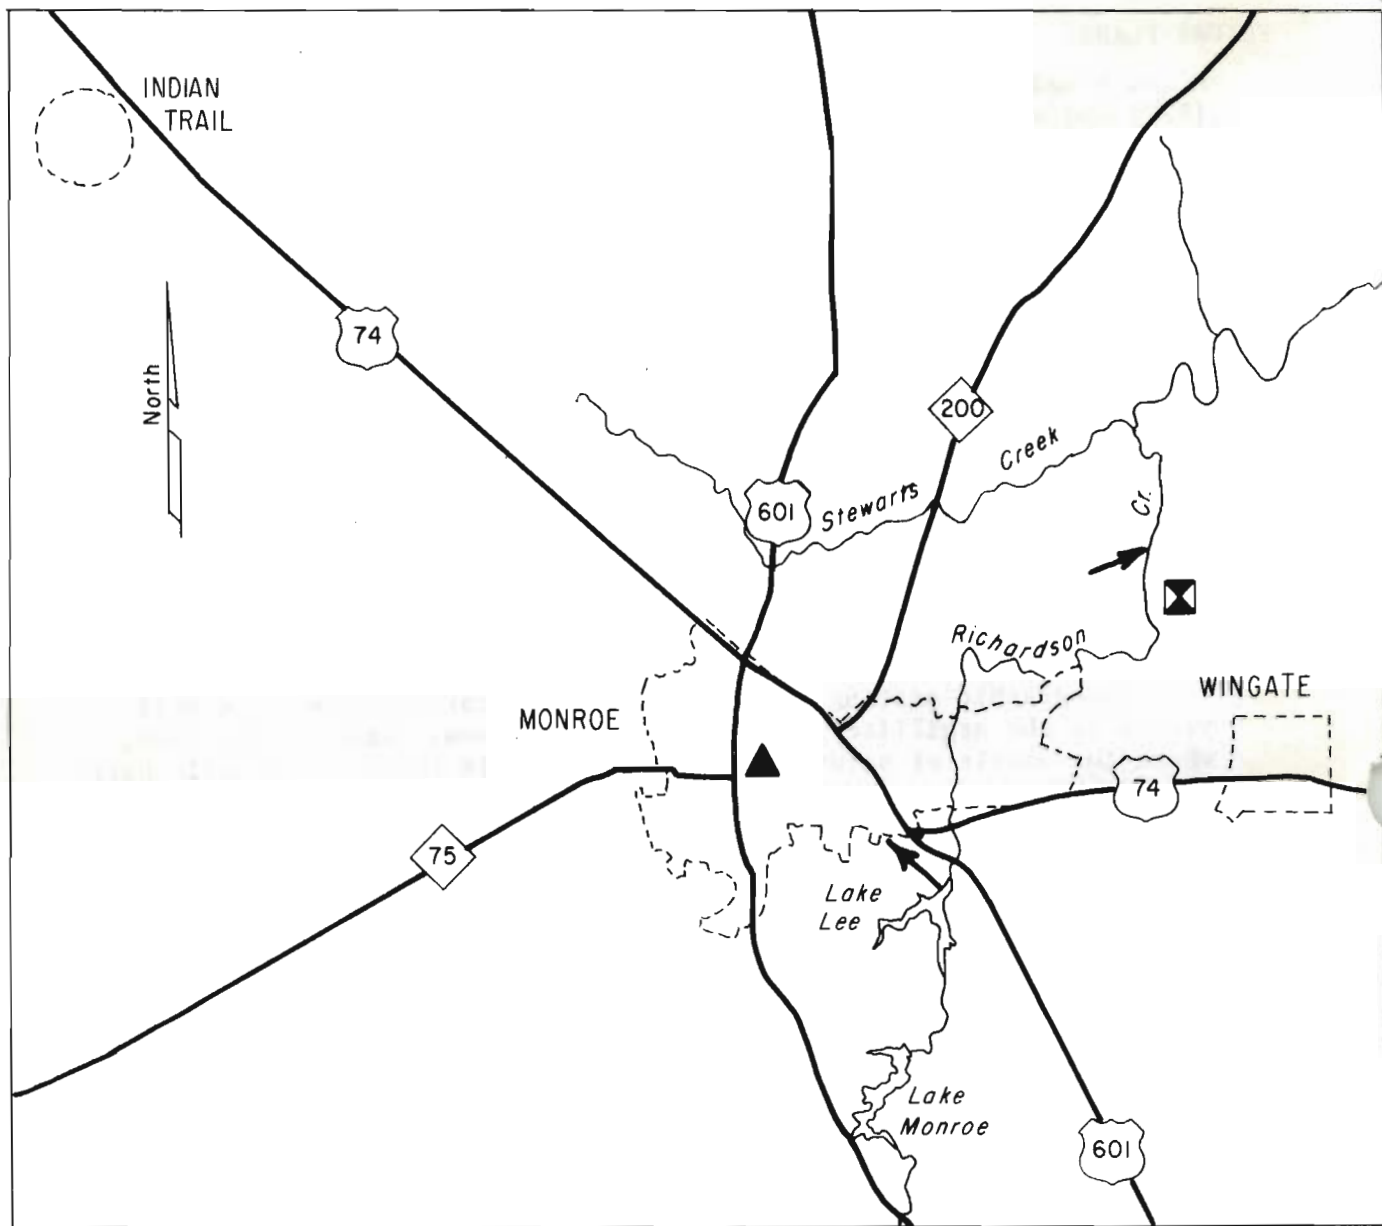 INDIAN
TRAIL
North
74
200
Creek
Stewarts
601
Cr.
Richardson
WINGATE
MONROE
74
75
Lake
Lee
Lake
Monroe
601